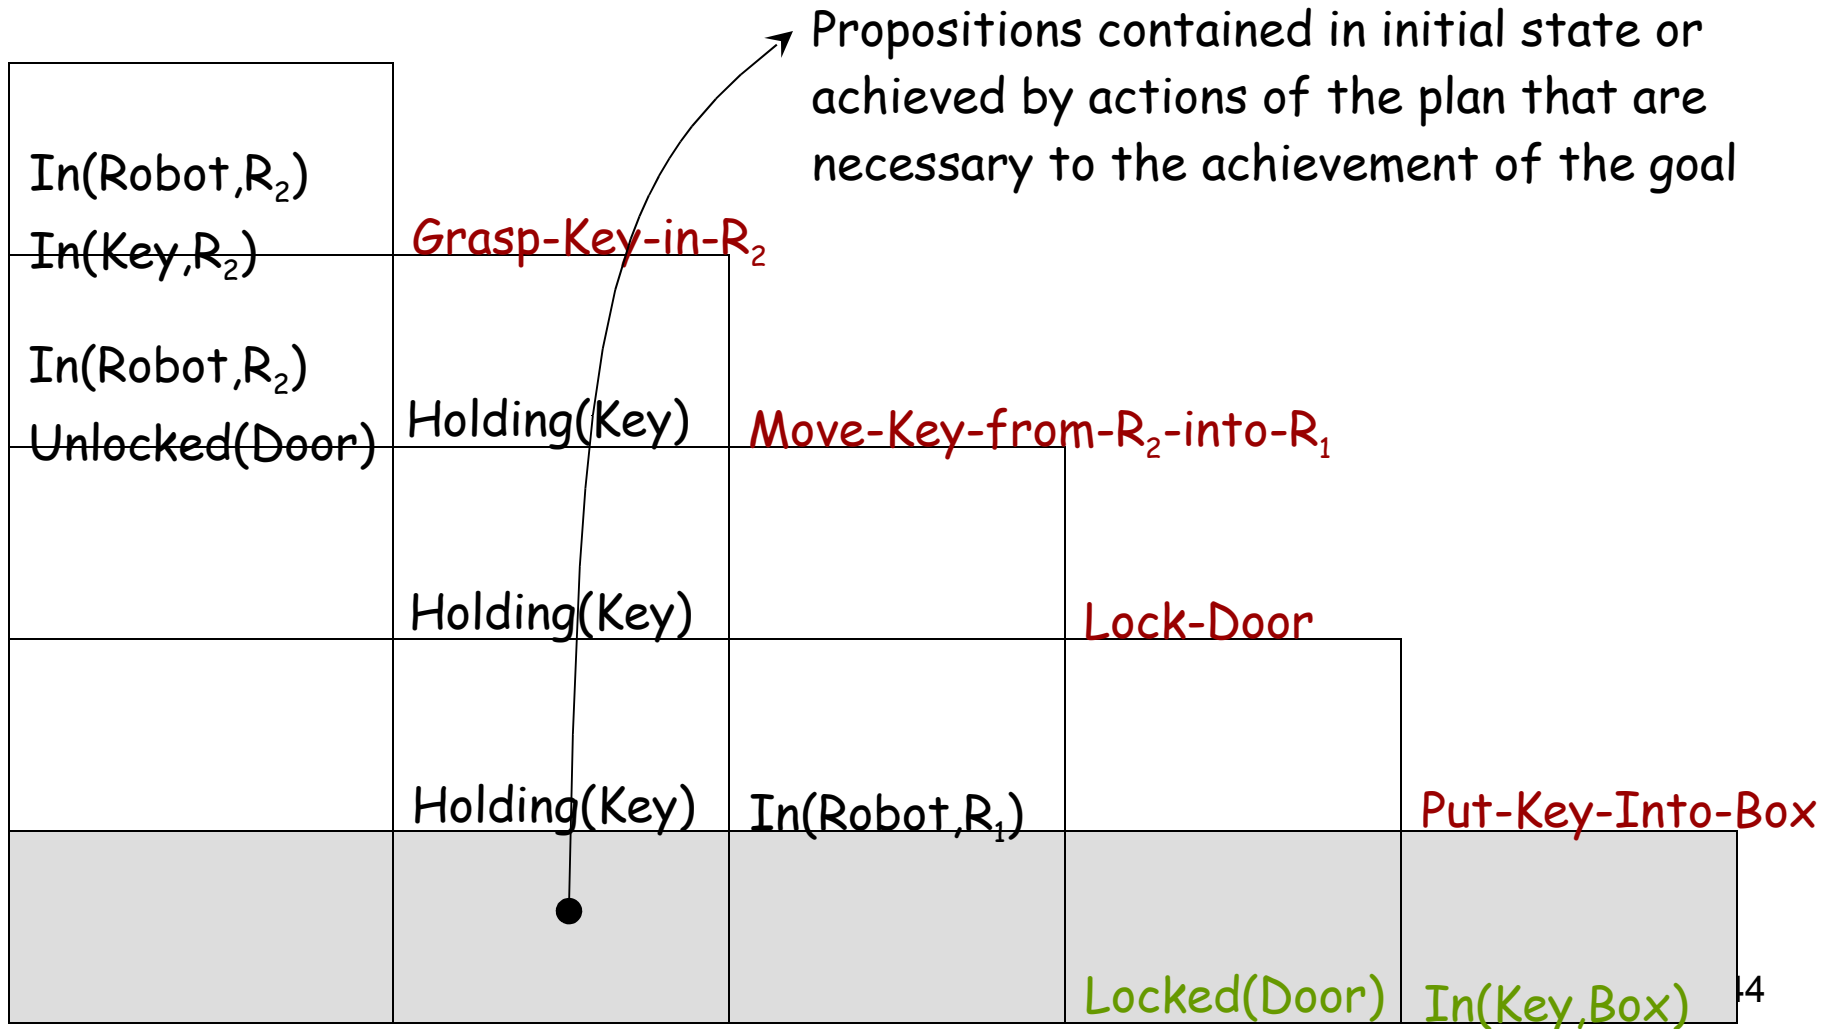 Propositions contained in initial state or
achieved by actions of the plan that are
necessary to the achievement of the goal
In(Robot,R₂)
In(Key,R₂)
Grasp-Key-in-R₂
In(Robot,R₂)
Unlocked(Door)
Holding(Key)
Move-Key-from-R₂-into-R₁
Holding(Key)
Lock-Door
Holding(Key)
In(Robot,R₁)
Put-Key-Into-Box
Locked(Door)
In(Key,Box)
44